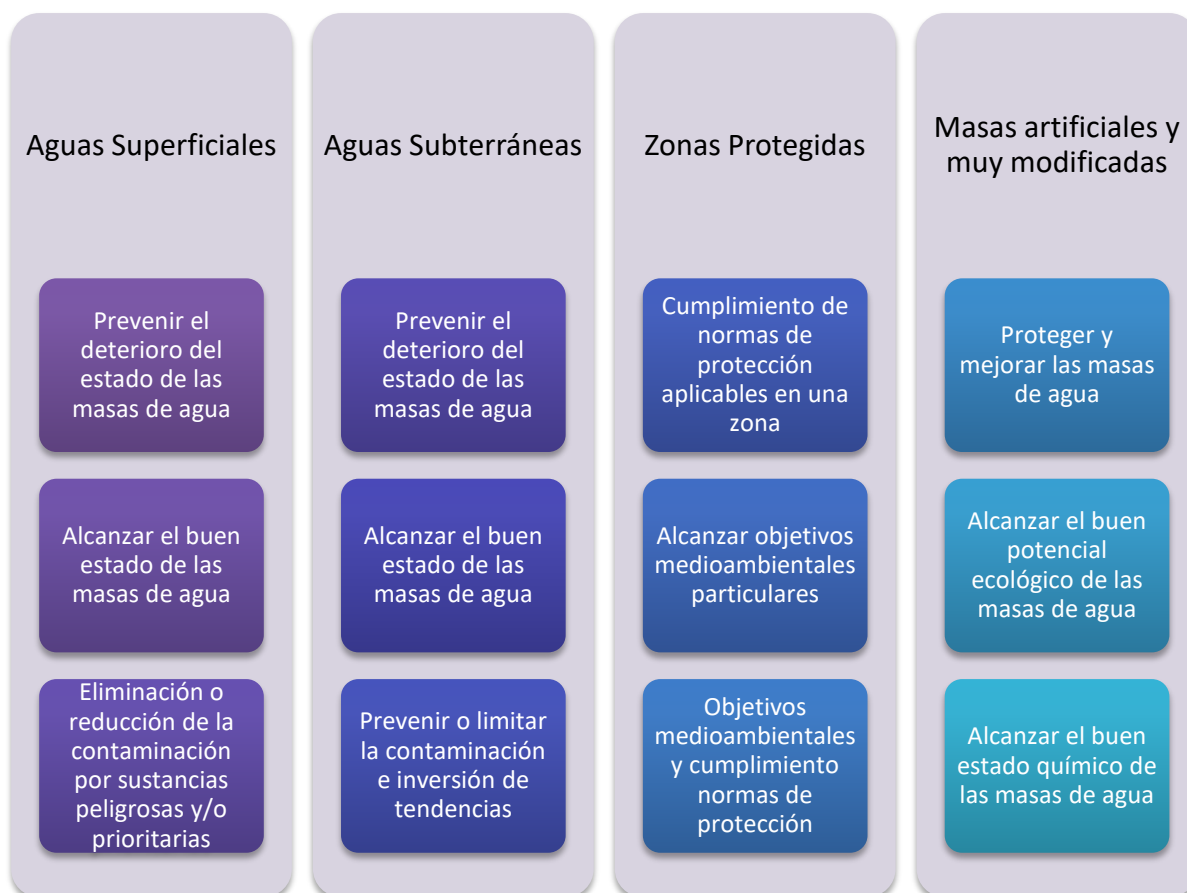 Aguas Superficiales
Prevenir el
deterioro del
estado de las
masas de agua
Alcanzar el buen
estado de las
masas de agua
Eliminación o
reducción de la
contaminación
por sustancias
peligrosas y/o
prioritarias
Aguas Subterráneas
Prevenir el
deterioro del
estado de las
masas de agua
Alcanzar el buen
estado de las
masas de agua
Prevenir o limitar
la contaminación
e inversión de
tendencias
Zonas Protegidas
Cumplimiento de
normas de
protección
aplicables en una
zona
Alcanzar objetivos
medioambientales
particulares
Objetivos
medioambientales
y cumplimiento
normas de
protección
Masas artificiales y
muy modificadas
Proteger y
mejorar las masas
de agua
Alcanzar el buen
potencial
ecológico de las
masas de agua
Alcanzar el buen
estado químico de
las masas de agua